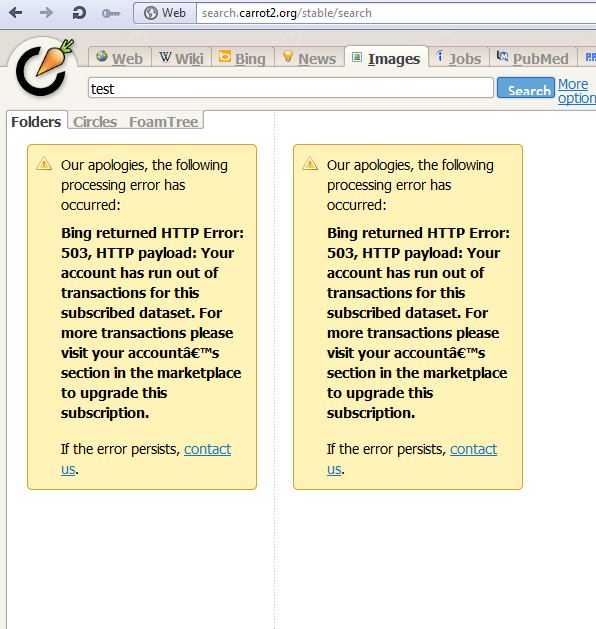 Web search.carrot2.org/stable/search
Web Wiki Bing News Images Jobs PubMed
test Search More
option
Folders Circles FoamTree
Our apologies, the following
processing error has
occurred:
Bing returned HTTP Error:
503, HTTP payload: Your
account has run out of
transactions for this
subscribed dataset. For
more transactions please
visit your accountâ€™s
section in the marketplace
to upgrade this
subscription.
If the error persists, contact
us.
Our apologies, the following
processing error has
occurred:
Bing returned HTTP Error:
503, HTTP payload: Your
account has run out of
transactions for this
subscribed dataset. For
more transactions please
visit your accountâ€™s
section in the marketplace
to upgrade this
subscription.
If the error persists, contact
us.